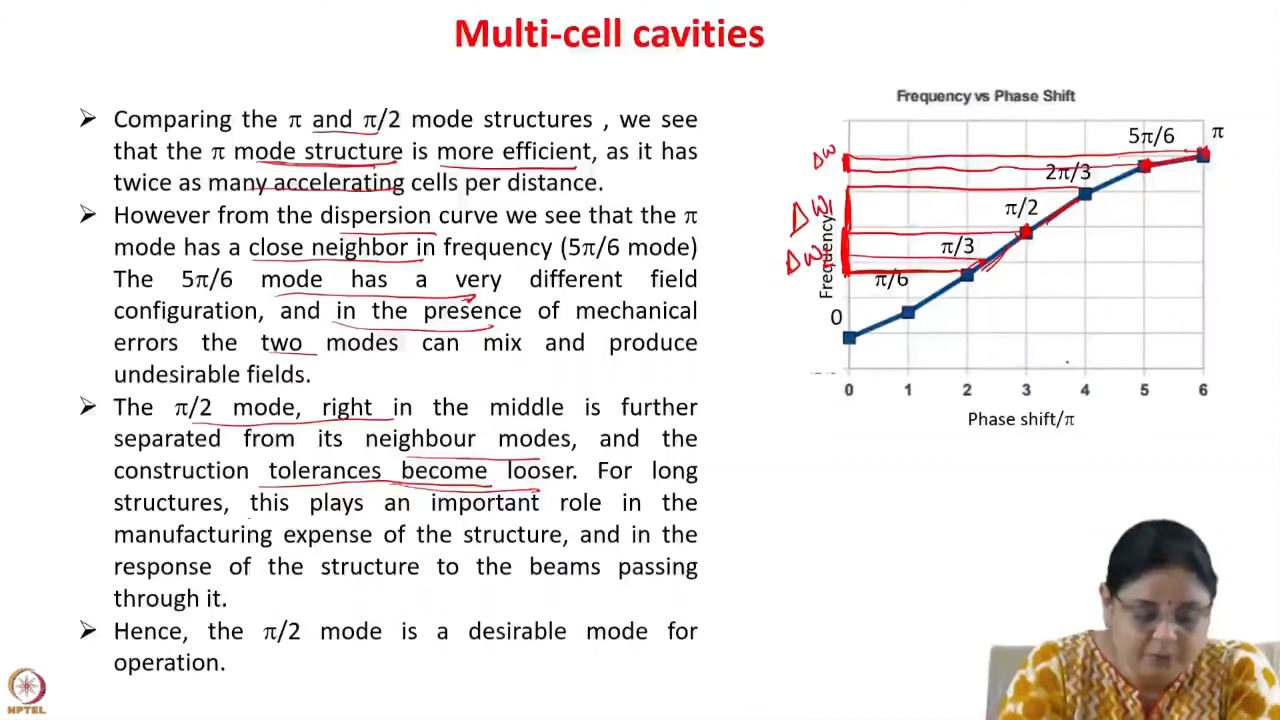 Multi-cell cavities
➢ Comparing the π and π/2 mode structures , we see
that the π mode structure is more efficient, as it has
twice as many accelerating cells per distance.
➢ However from the dispersion curve we see that the π
mode has a close neighbor in frequency (5π/6 mode)
The 5π/6 mode has a very different field
configuration, and in the presence of mechanical
errors the two modes can mix and produce
undesirable fields.
➢ The π/2 mode, right in the middle is further
separated from its neighbour modes, and the
construction tolerances become looser. For long
structures, this plays an important role in the
manufacturing expense of the structure, and in the
response of the structure to the beams passing
through it.
➢ Hence, the π/2 mode is a desirable mode for
operation.
Frequency vs Phase Shift
π
5π/6
Δω
2π/3
Δω1
π/2
π/3
Δω2
π/6
Frequency
0
0 1 2 3 4 5 6
Phase shift/π
NPTEL